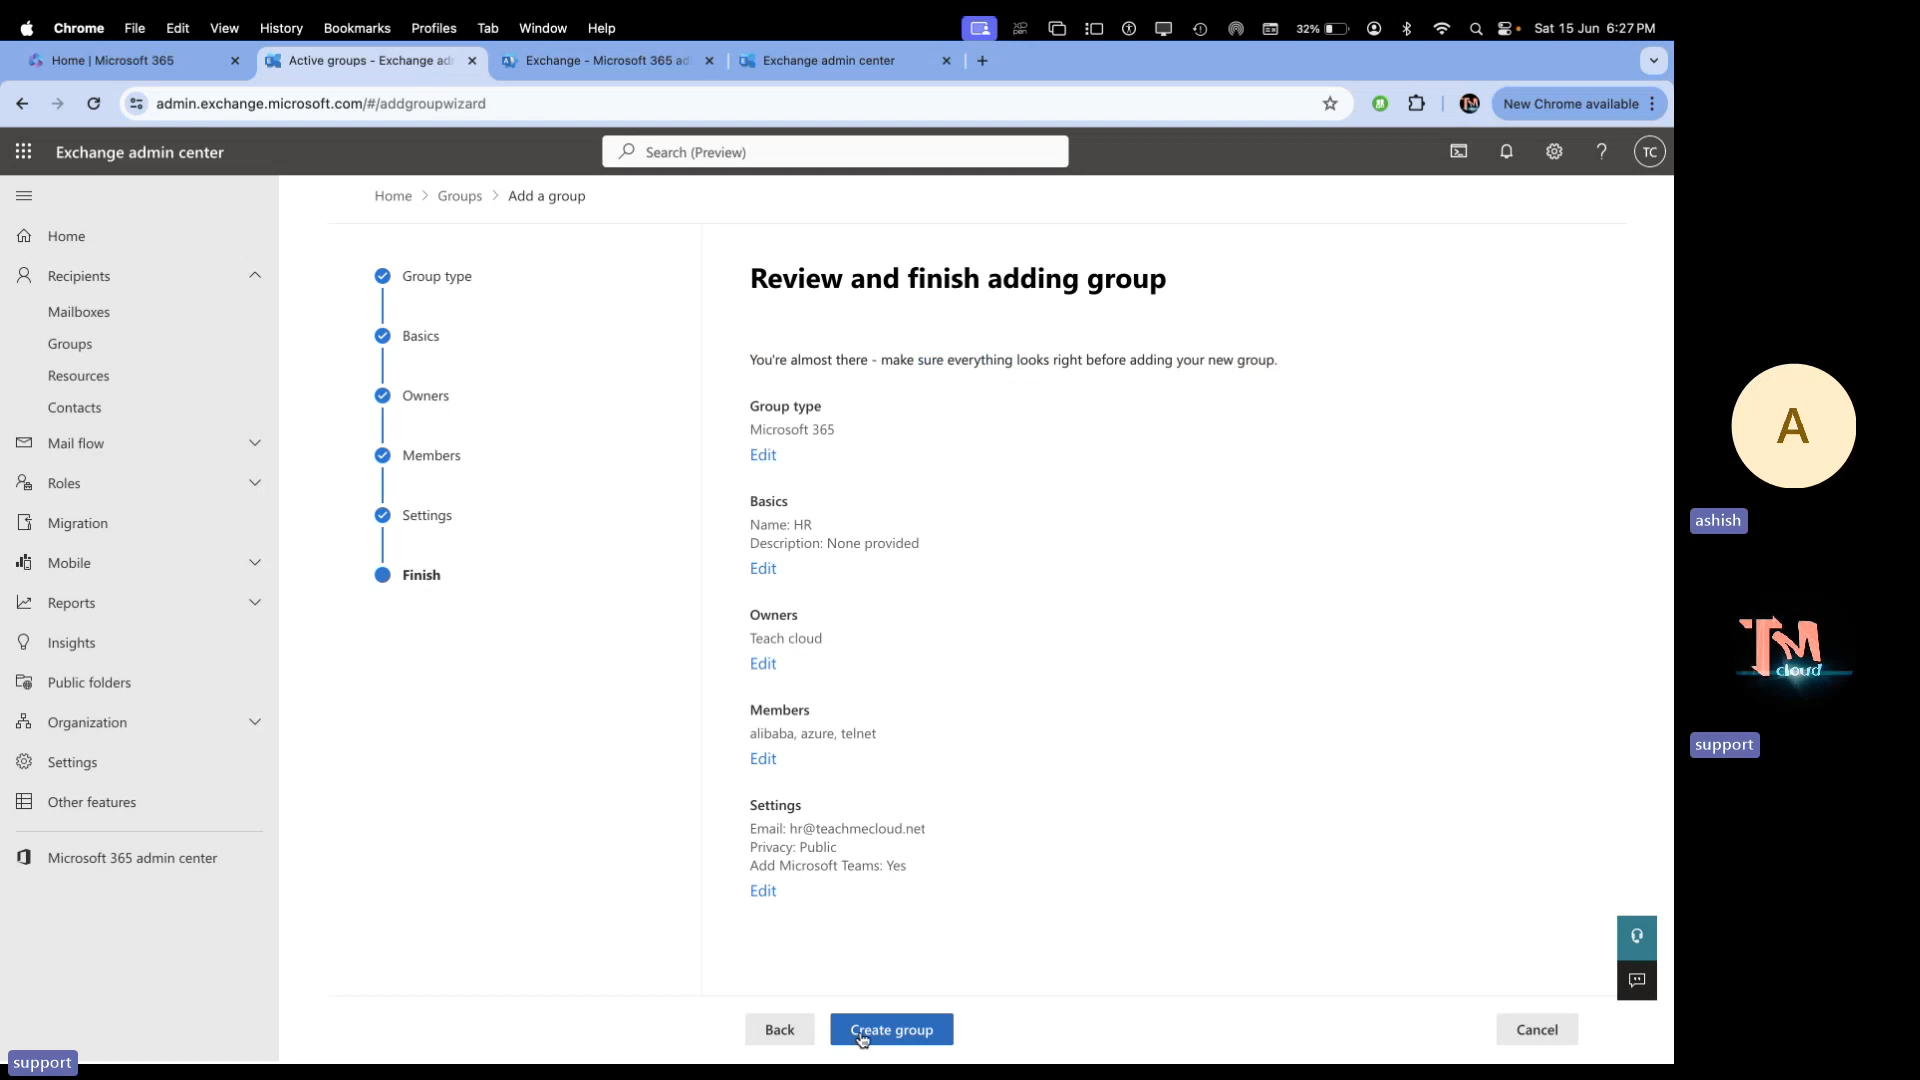 Chrome File Edit View History Bookmarks Profiles Tab Window Help
32% Sat 15 Jun 6:27 PM
Home | Microsoft 365
Active groups - Exchange ad
Exchange - Microsoft 365 ad
Exchange admin center
admin.exchange.microsoft.com/#/addgroupwizard
New Chrome available
Exchange admin center
Search (Preview)
TC
Home
Recipients
Mailboxes
Groups
Resources
Contacts
Mail flow
Roles
Migration
Mobile
Reports
Insights
Public folders
Organization
Settings
Other features
Microsoft 365 admin center
Home > Groups > Add a group
Group type
Basics
Owners
Members
Settings
Finish
Review and finish adding group
You're almost there - make sure everything looks right before adding your new group.
Group type
Microsoft 365
Edit
Basics
Name: HR
Description: None provided
Edit
Owners
Teach cloud
Edit
Members
alibaba, azure, telnet
Edit
Settings
Email: hr@teachmecloud.net
Privacy: Public
Add Microsoft Teams: Yes
Edit
Back
Create group
Cancel
A
ashish
TM
cloud
support
support